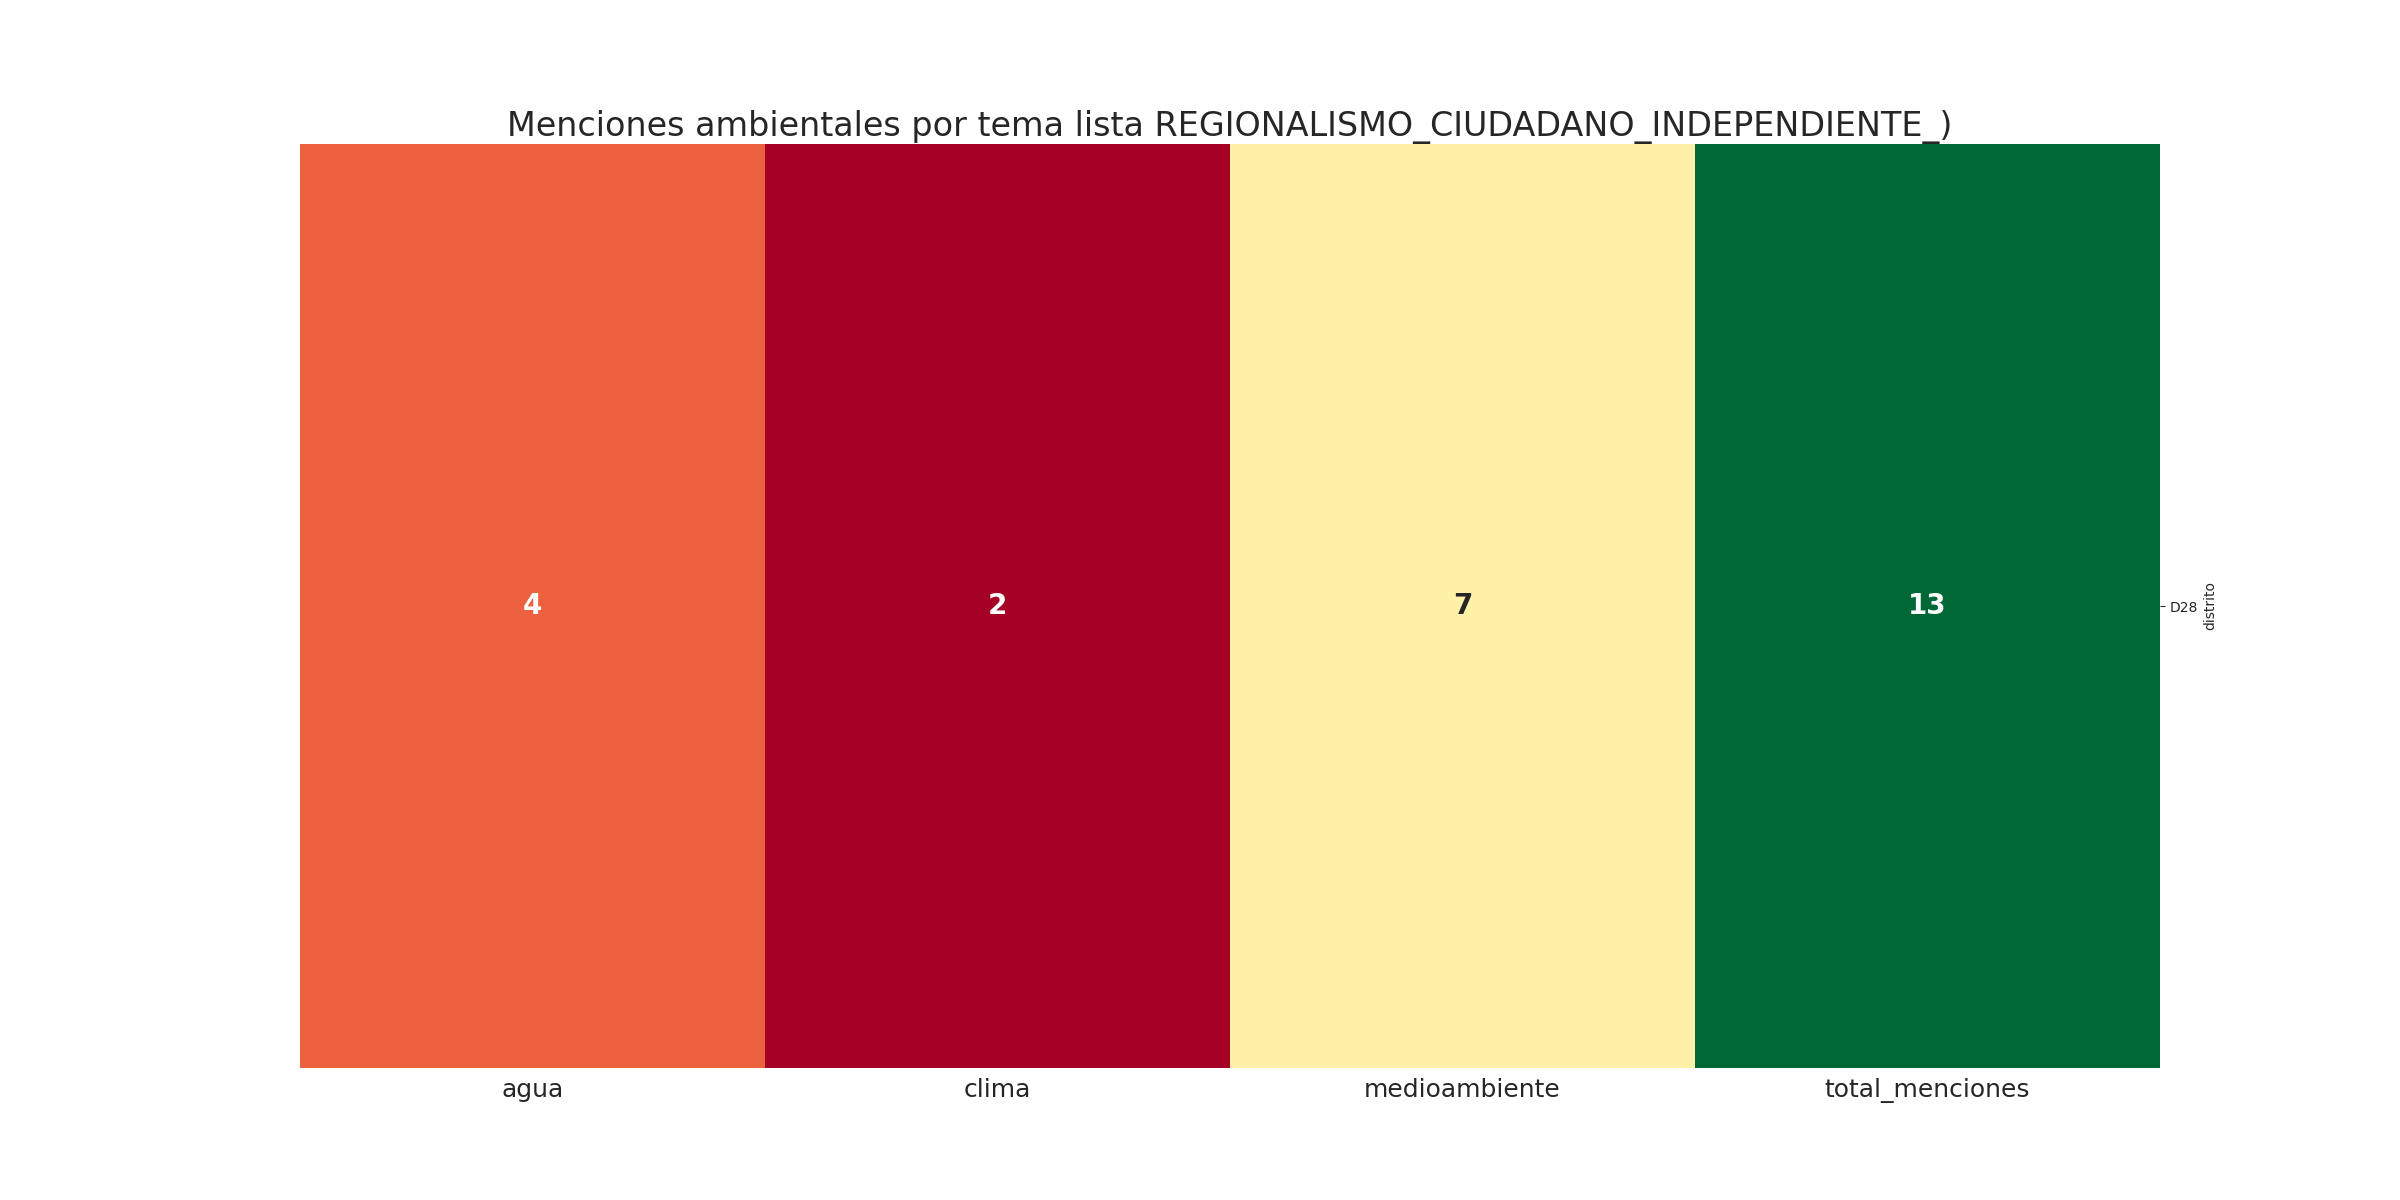 Menciones ambientales por tema lista REGIONALISMO_CIUDADANO_INDEPENDIENTE_)
4 2 7 13
D28
distrito
agua clima medioambiente total_menciones